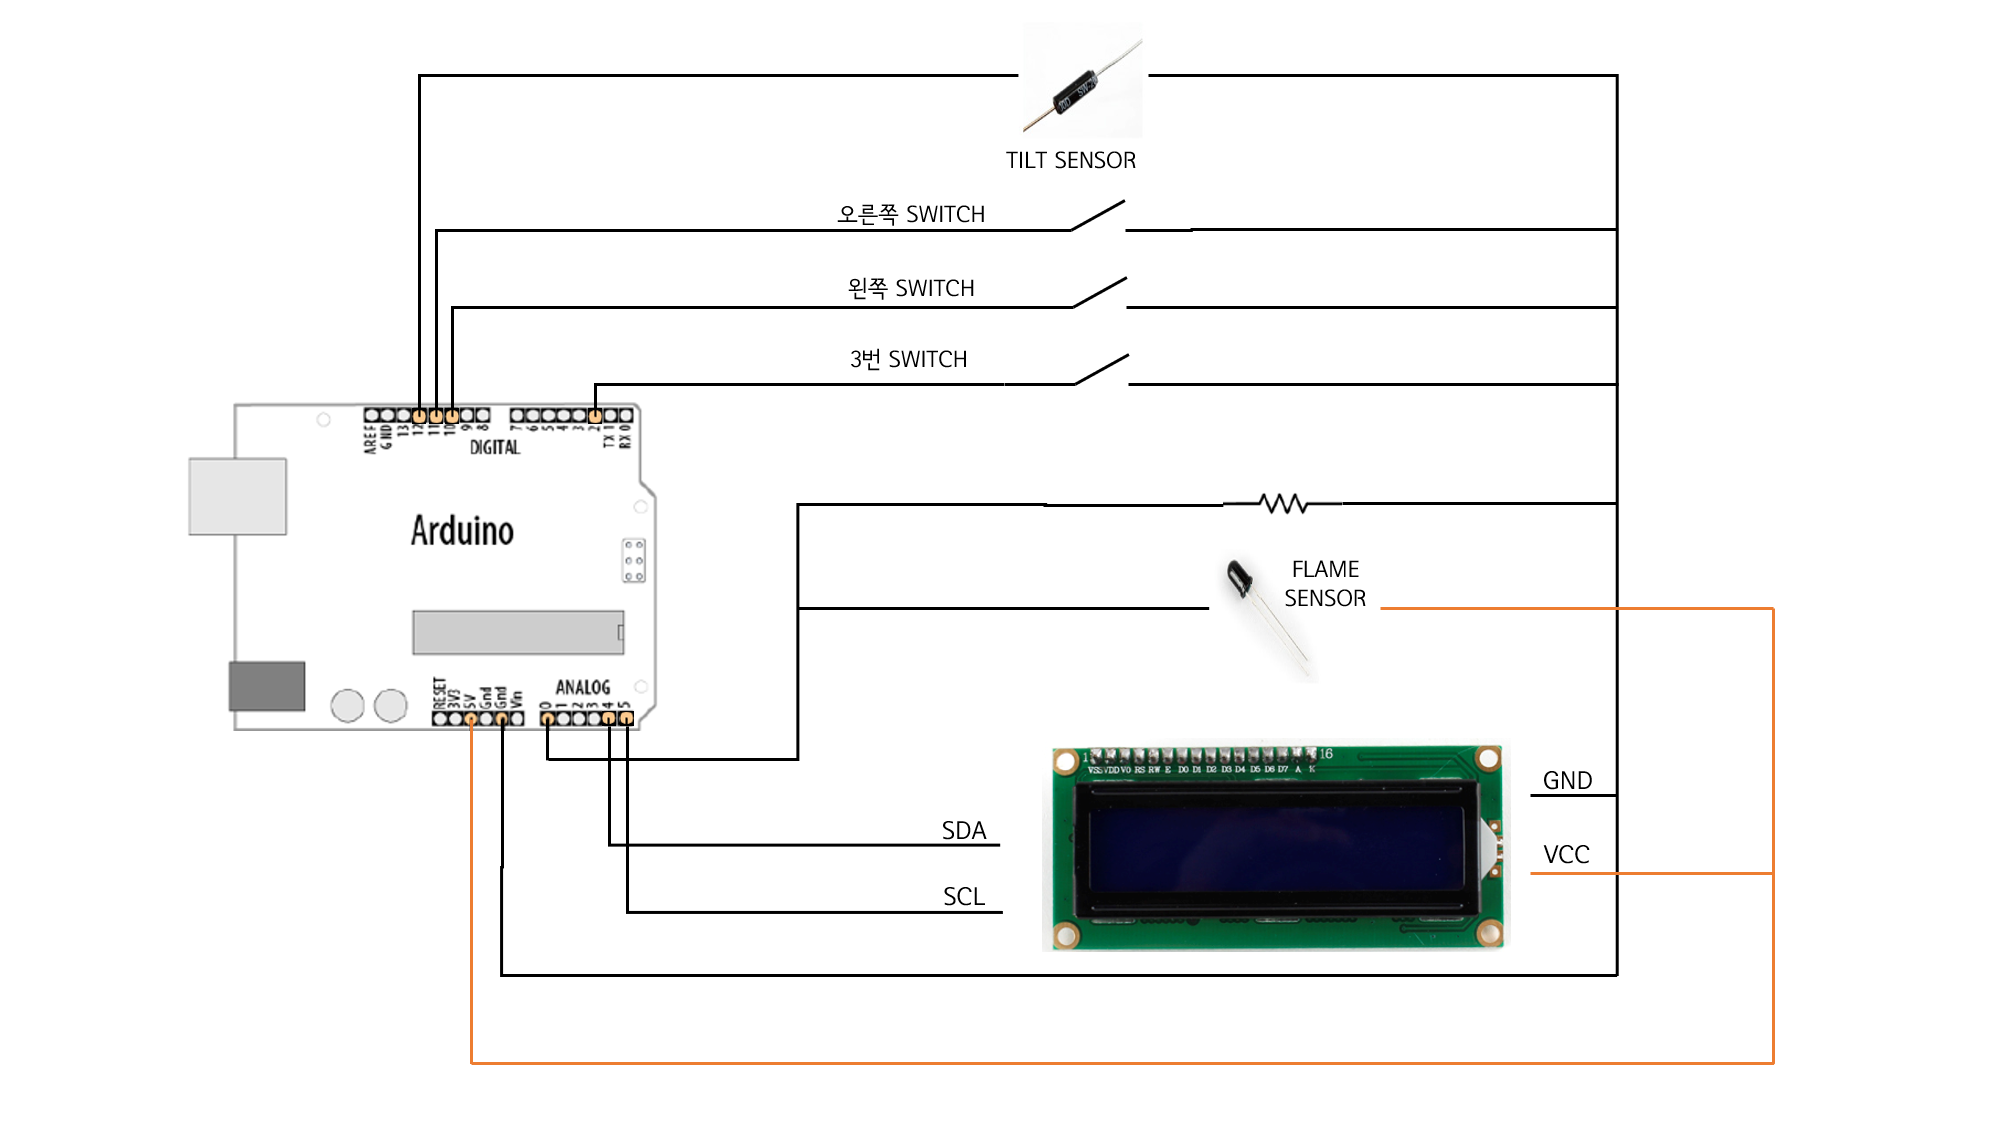 TILT SENSOR
오른쪽 SWITCH
왼쪽 SWITCH
3번 SWITCH
AREF
GND
13
12
11
10
9
8
7
6
5
4
3
2
TX 1
RX 0
DIGITAL
Arduino
FLAME
SENSOR
RESET
3V3
5V
Gnd
Gnd
Vin
ANALOG
0
1
2
3
4
5
1
16
VSS VDD V0 RS RW E D0 D1 D2 D3 D4 D5 D6 D7 A K
GND
VCC
SDA
SCL